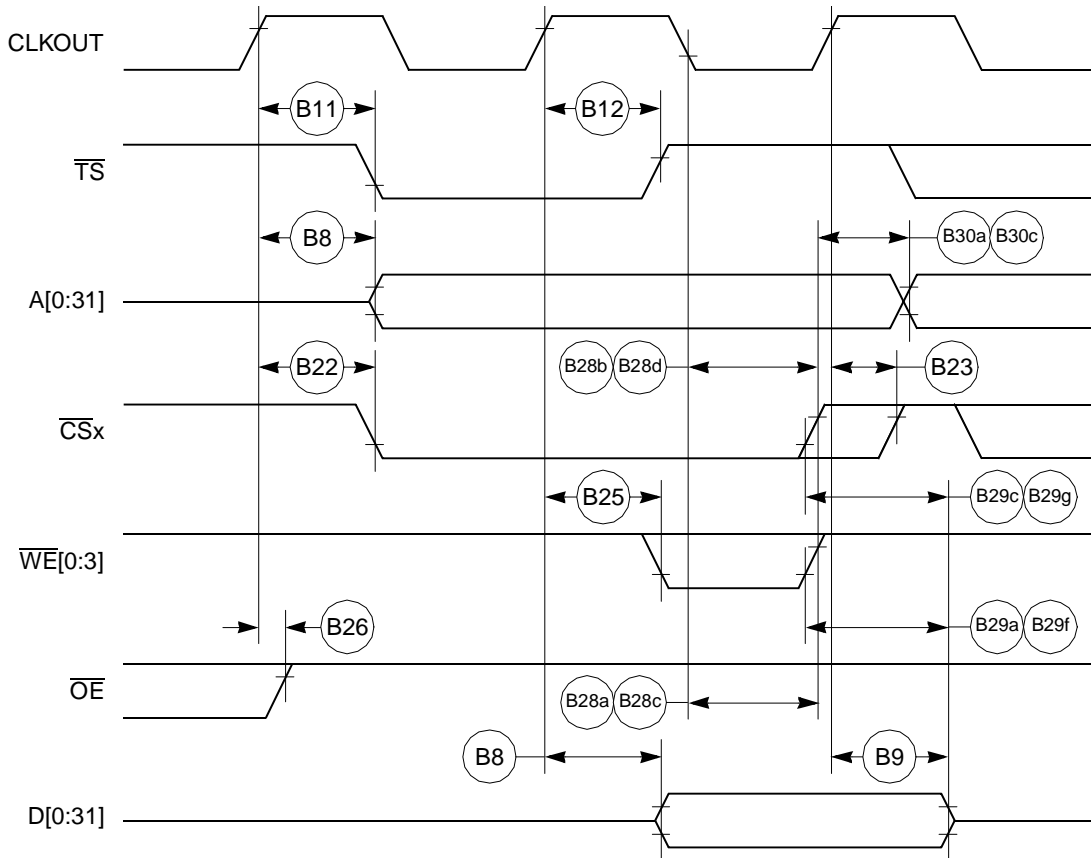 CLKOUT
B11 B12
TS
B8 B30a B30c
A[0:31]
B22 B28b B28d B23
CSx
B25 B29c B29g
WE[0:3]
B26 B29a B29f
OE
B28a B28c
B8 B9
D[0:31]